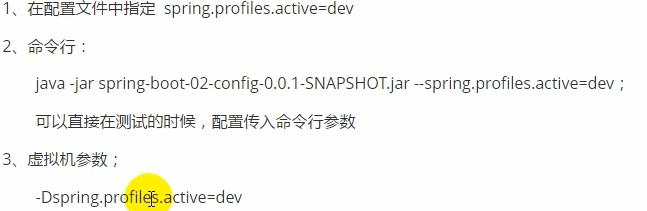 1、在配置文件中指定 spring.profiles.active=dev
2、命令行：
java -jar spring-boot-02-config-0.0.1-SNAPSHOT.jar --spring.profiles.active=dev；
可以直接在测试的时候，配置传入命令行参数
3、虚拟机参数；
-Dspring.profiles.active=dev